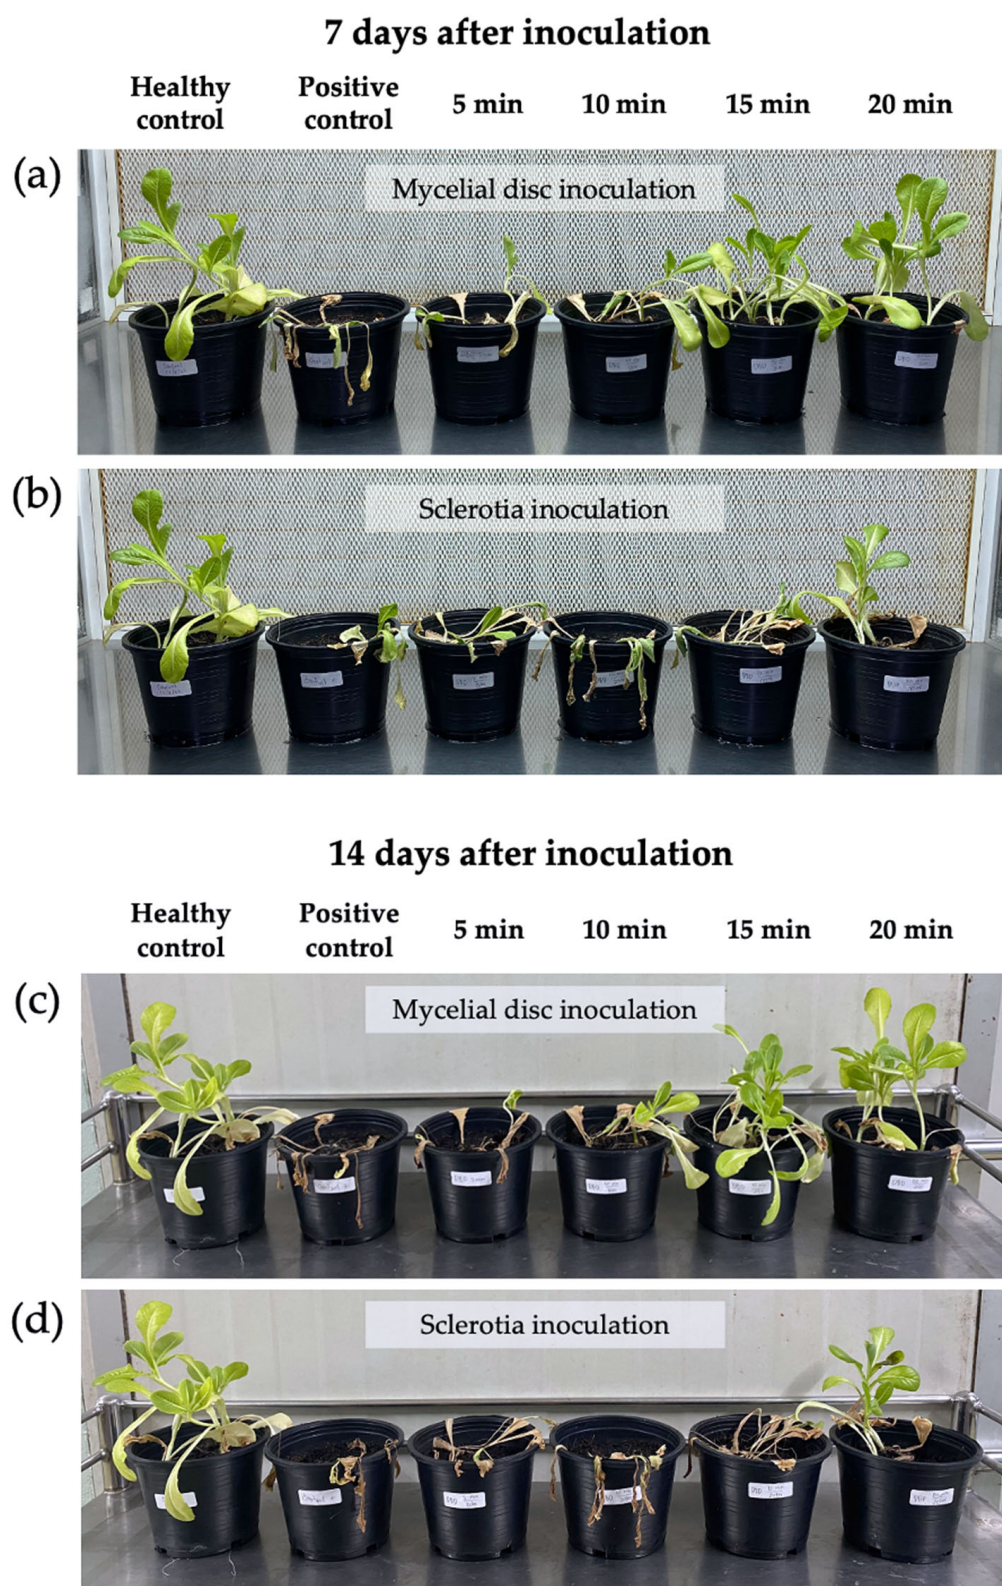 7 days after inoculation
Healthy control
Positive control
5 min
10 min
15 min
20 min
(a)
Mycelial disc inoculation
(b)
Sclerotia inoculation
14 days after inoculation
Healthy control
Positive control
5 min
10 min
15 min
20 min
(c)
Mycelial disc inoculation
(d)
Sclerotia inoculation